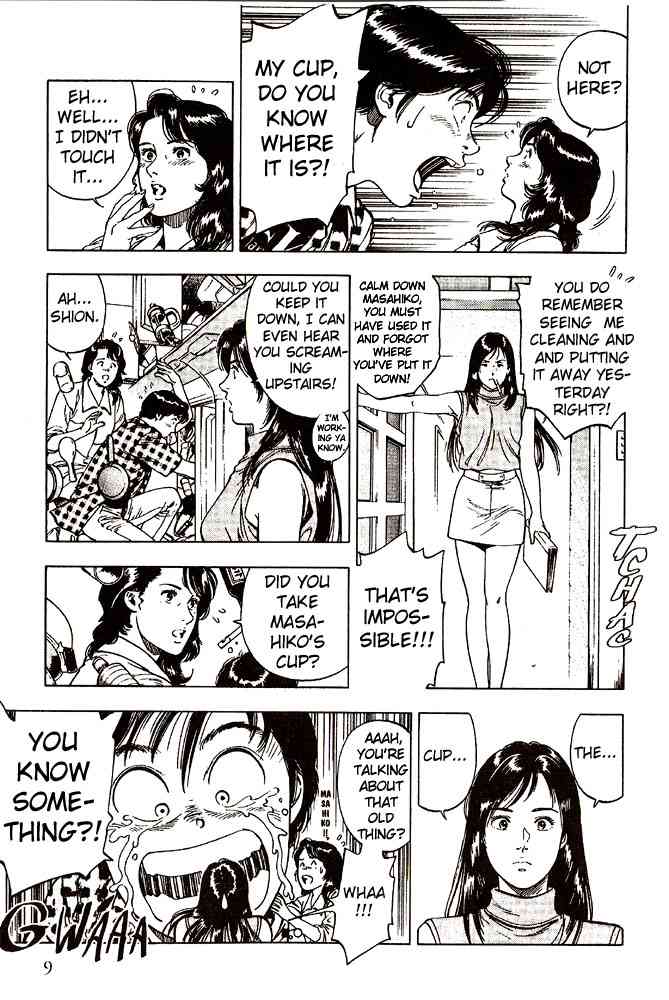 NOT
HERE?
MY CUP,
DO YOU
KNOW
WHERE
IT IS?!
EH...
WELL...
I DIDN'T
TOUCH
IT...
YOU DO
REMEMBER
SEEING ME
CLEANING AND
AND PUTTING
IT AWAY YES-
TERDAY
RIGHT?!
CALM DOWN
MASAHIKO,
YOU MUST
HAVE USED IT
AND FORGOT
WHERE
YOU'VE PUT IT
DOWN!
THAT'S
IMPOS-
SIBLE!!!
TCHAC
COULD YOU
KEEP IT
DOWN, I CAN
EVEN HEAR
YOU SCREAM-
ING
UPSTAIRS!
I'M
WORK-
ING YA
KNOW.
AH...
SHION.
DID YOU
TAKE
MASA-
HIKO'S
CUP?
THE...
CUP...
AAAH,
YOU'RE
TALKING
ABOUT
THAT
OLD
THING?
WHAA
!!!
MASAHIKO!!
YOU
KNOW
SOME-
THING?!
GWAAA
9